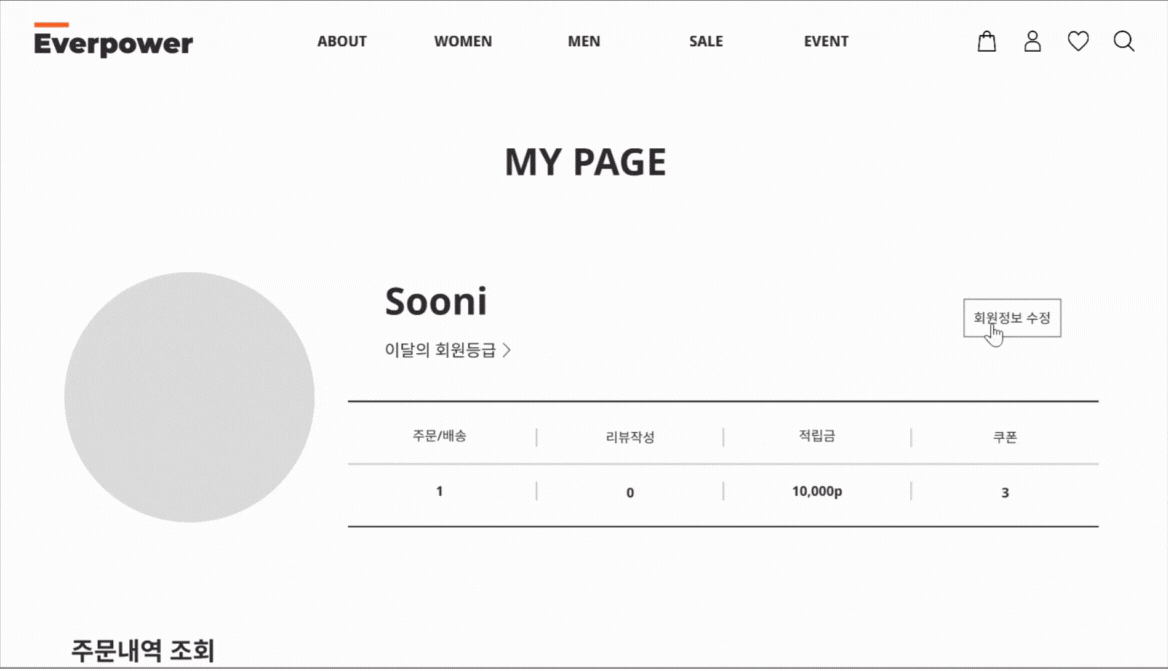 Everpower
ABOUT WOMEN MEN SALE EVENT
MY PAGE
Sooni
회원정보 수정
이달의 회원등급 >
주문/배송 리뷰작성 적립금 쿠폰
1 0 10,000p 3
주문내역 조회